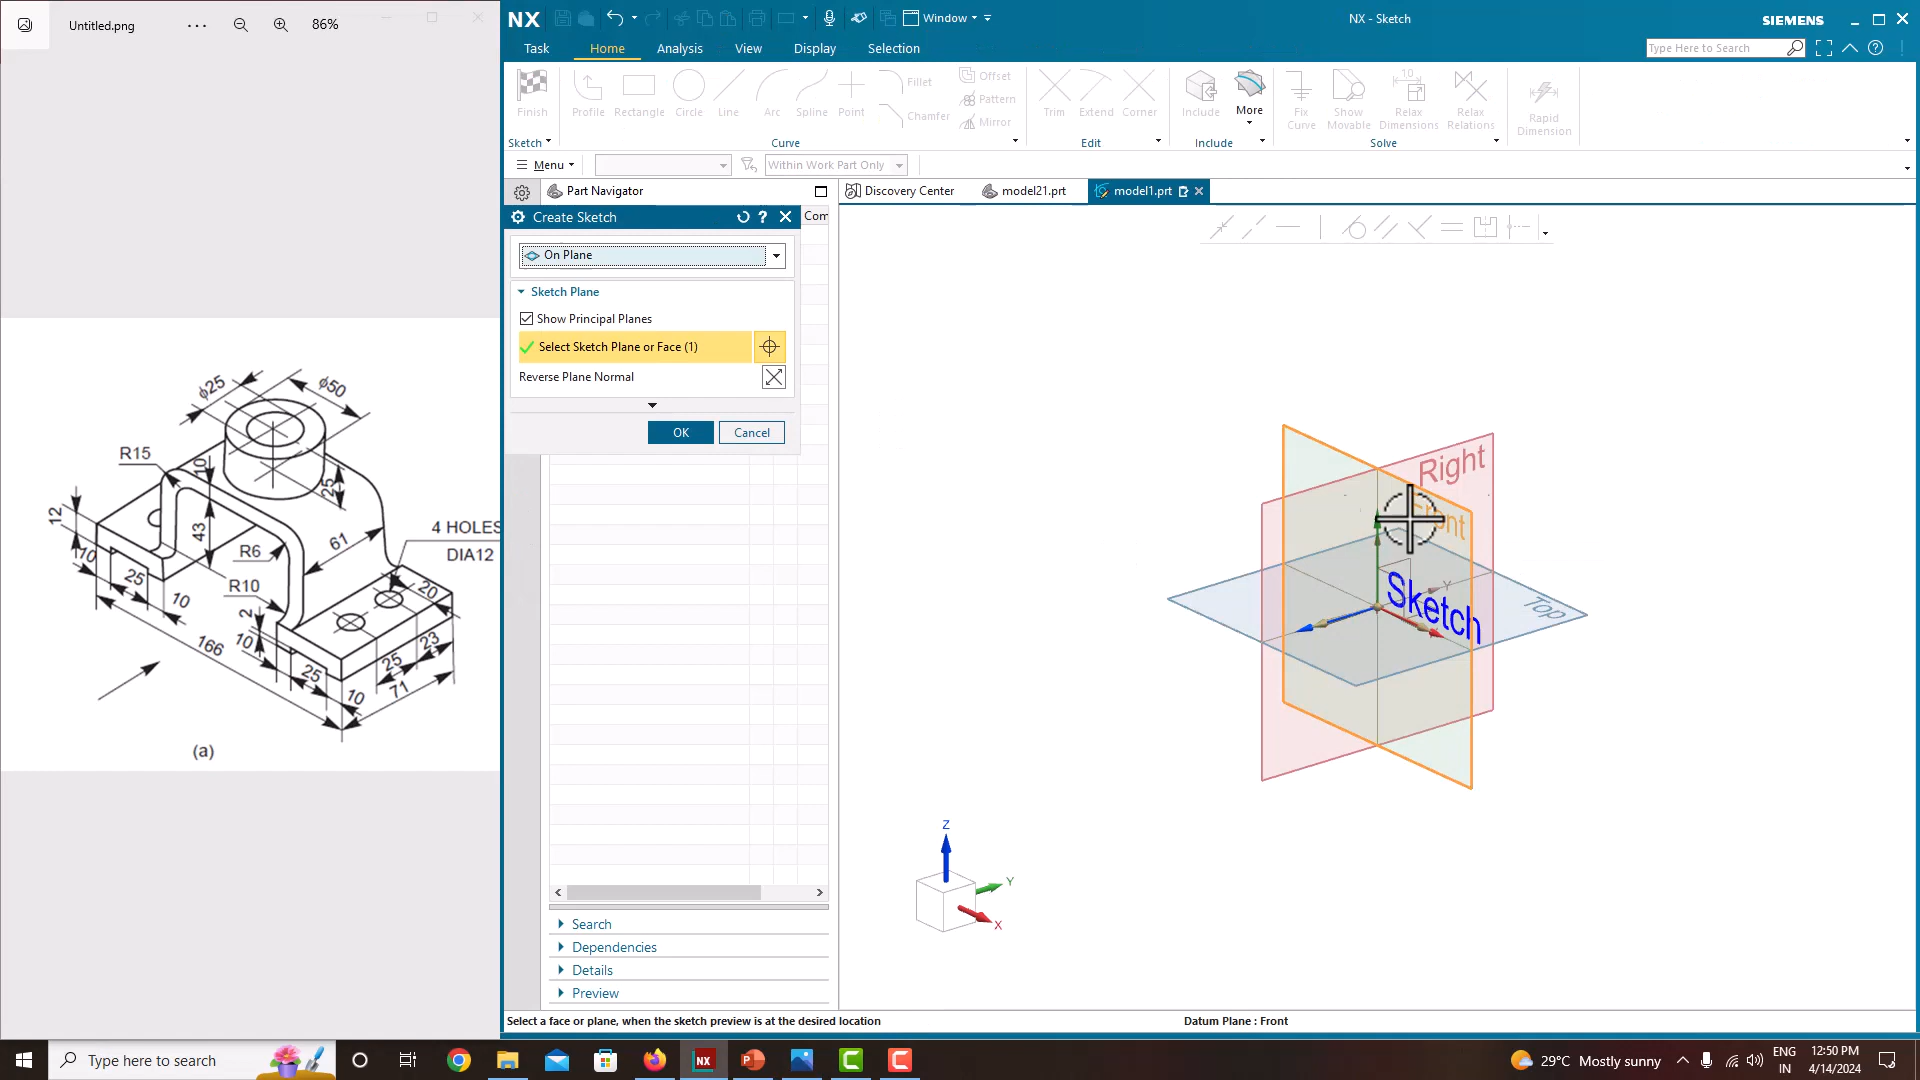 Untitled.png
86%
NX
Window
NX - Sketch
SIEMENS
Task
Home
Analysis
View
Display
Selection
Type Here to Search
Finish
Profile
Rectangle
Circle
Line
Arc
Spline
Point
Fillet
Chamfer
Offset
Pattern
Mirror
Trim
Extend
Corner
Include
More
Fix
Curve
Show
Movable
Relax
Dimensions
Relax
Relations
Rapid
Dimension
Sketch
Curve
Edit
Include
Solve
Menu
Within Work Part Only
Part Navigator
Discovery Center
model21.prt
model1.prt
Create Sketch
Com
On Plane
Sketch Plane
Show Principal Planes
Select Sketch Plane or Face (1)
Reverse Plane Normal
OK
Cancel
ϕ25
ϕ50
R15
10
25
12
43
61
4 HOLES
DIA12
10
R6
25
R10
20
10
2
166
10
23
25
25
71
10
(a)
Right
Front
Sketch
Top
Y
Z
Y
X
Search
Dependencies
Details
Preview
Select a face or plane, when the sketch preview is at the desired location
Datum Plane : Front
Type here to search
NX
29°C Mostly sunny
ENG
IN
12:50 PM
4/14/2024